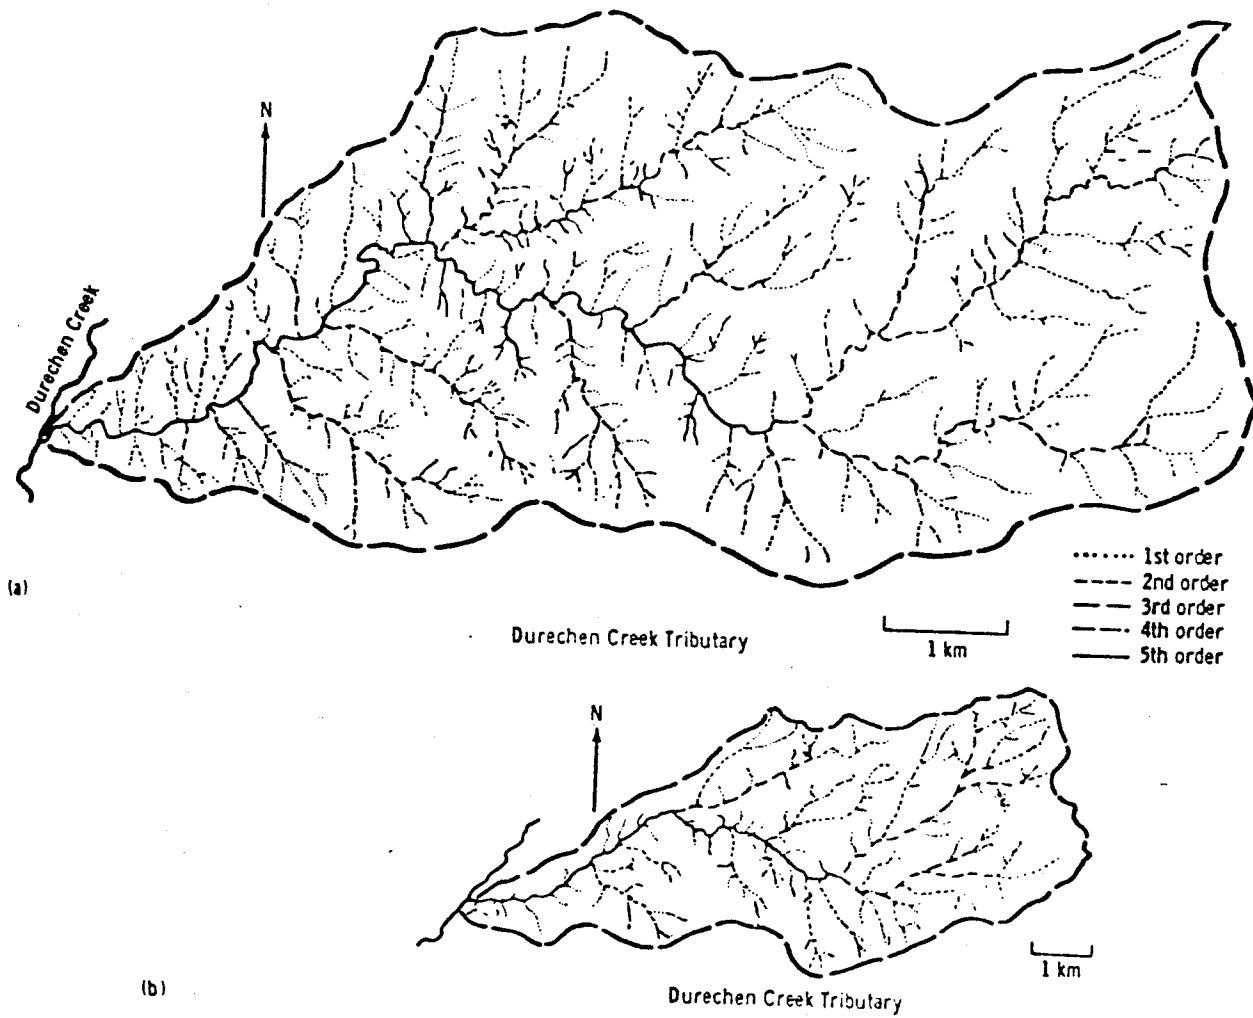 N
Durechen Creek
(a)
1st order
2nd order
3rd order
4th order
5th order
Durechen Creek Tributary
1 km
N
1 km
(b)
Durechen Creek Tributary